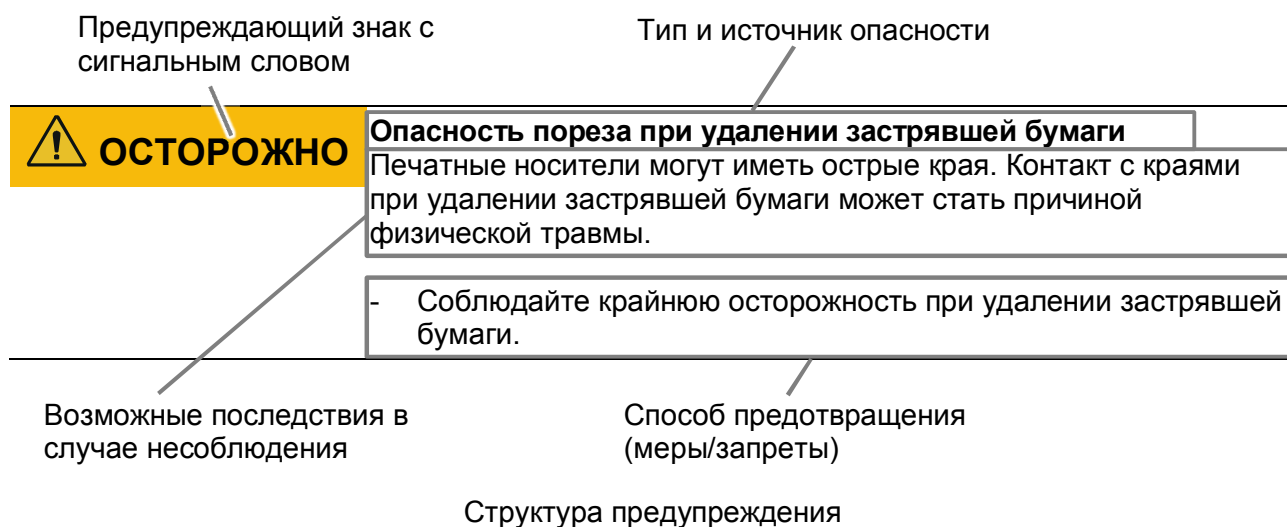 Предупреждающий знак с
сигнальным словом
Тип и источник опасности
ОСТОРОЖНО
Опасность пореза при удалении застрявшей бумаги
Печатные носители могут иметь острые края. Контакт с краями
при удалении застрявшей бумаги может стать причиной
физической травмы.
- Соблюдайте крайнюю осторожность при удалении застрявшей
бумаги.
Возможные последствия в
случае несоблюдения
Способ предотвращения
(меры/запреты)
Структура предупреждения